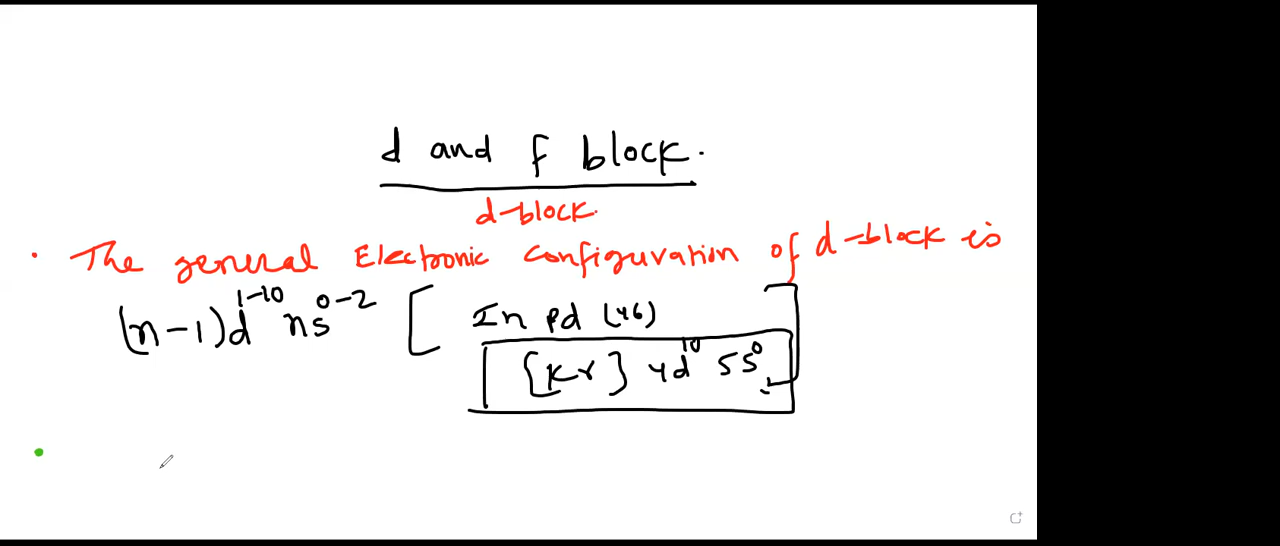 d and f block.
d-block.
. The general Electronic configuration of d-block is
(n-1)d¹⁻¹⁰ ns⁰⁻² [ In pd (46)
{Kr} 4d¹⁰ 5s⁰ ]